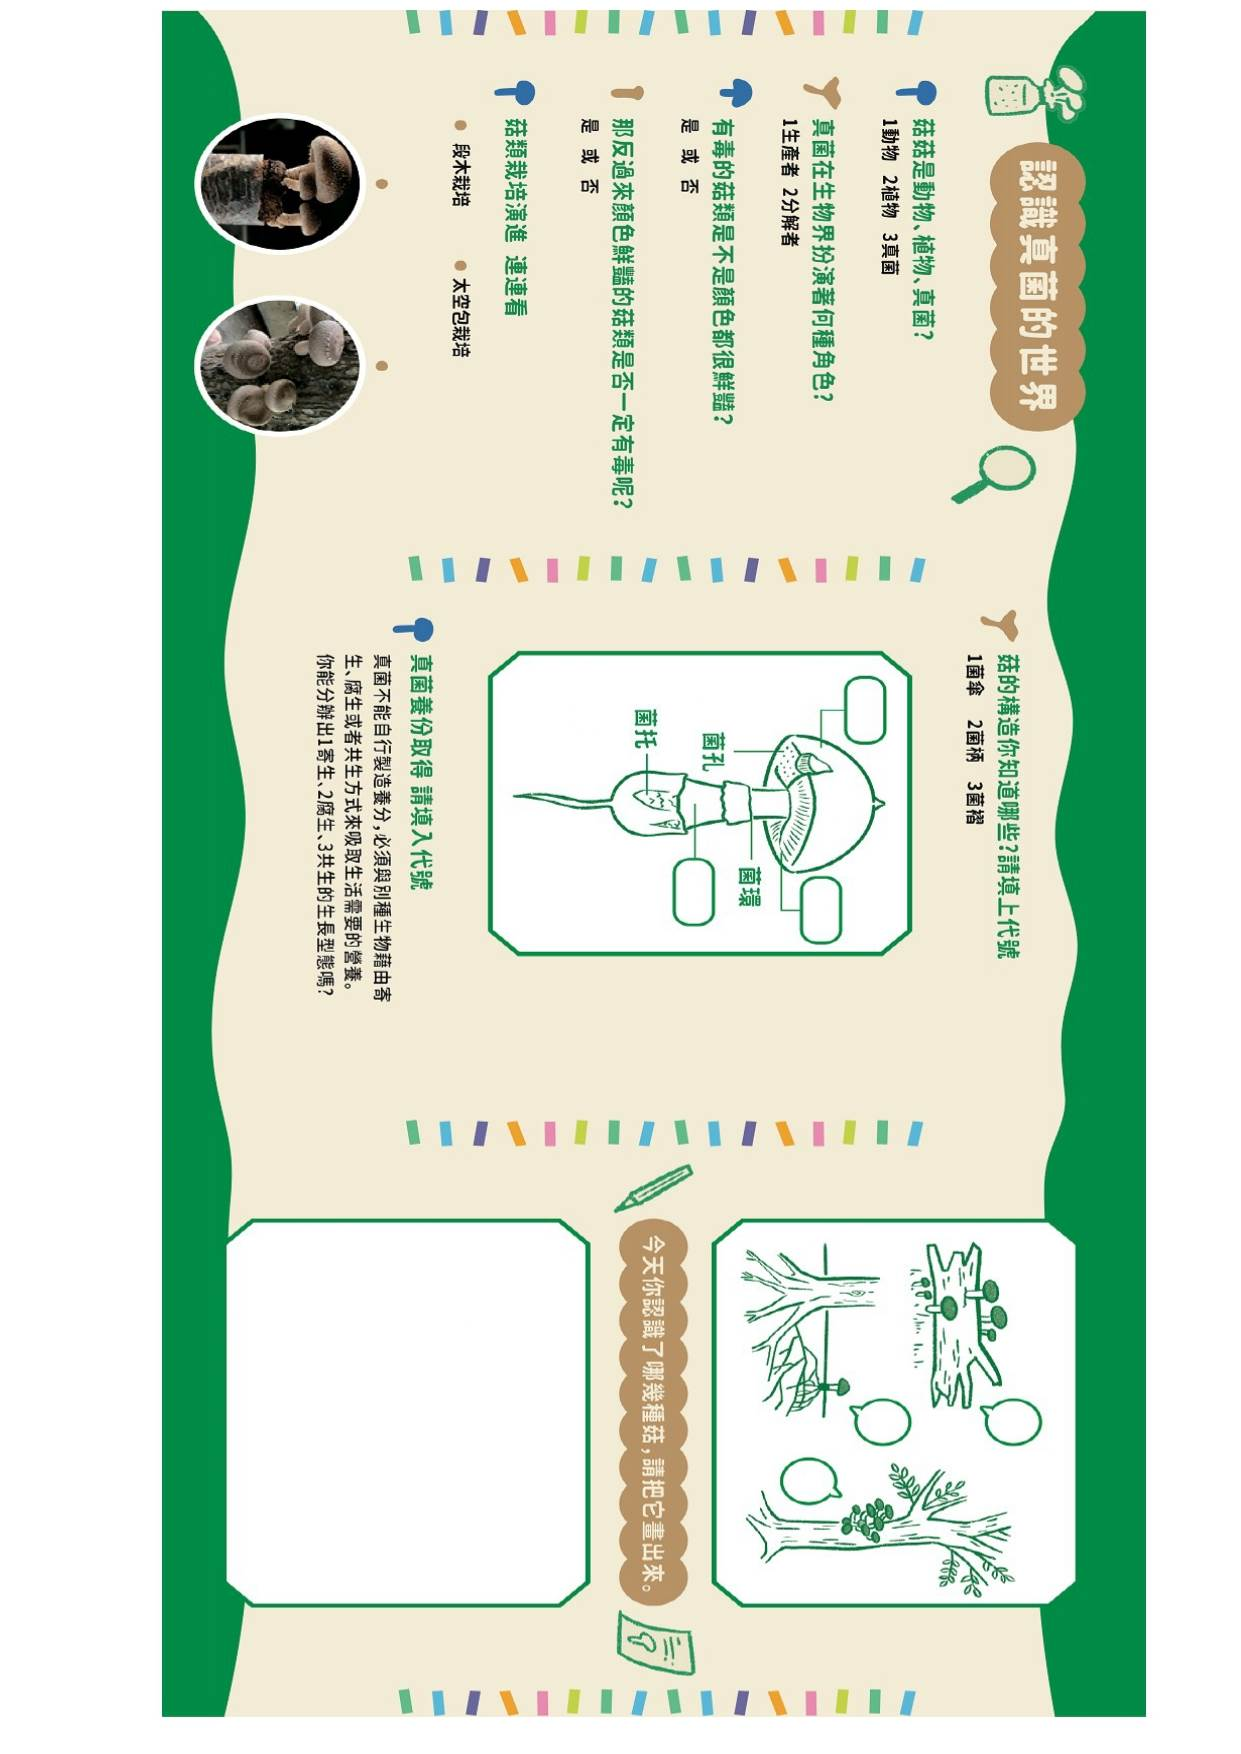 認識真菌的世界
菇菇是動物、植物、真菌?
1動物 2植物 3真菌
真菌在生物界扮演著何種角色?
1生產者 2分解者
有毒的菇類是不是顏色都很鮮豔?
是 或 否
那反過來顏色鮮豔的菇類是否一定有毒呢?
是 或 否
菇類栽培演進 連連看
段木栽培 太空包栽培
菇的構造你知道哪些?請填上代號
1菌傘 2菌柄 3菌褶
菌孔
菌環
菌托
真菌養份取得 請填入代號
真菌不能自行製造養分,必須與別種生物藉由寄
生、腐生或者共生方式來吸取生活需要的營養。
你能分辦出1寄生、2腐生、3共生的生長型態嗎?
今天你認識了哪幾種菇,請把它畫出來。